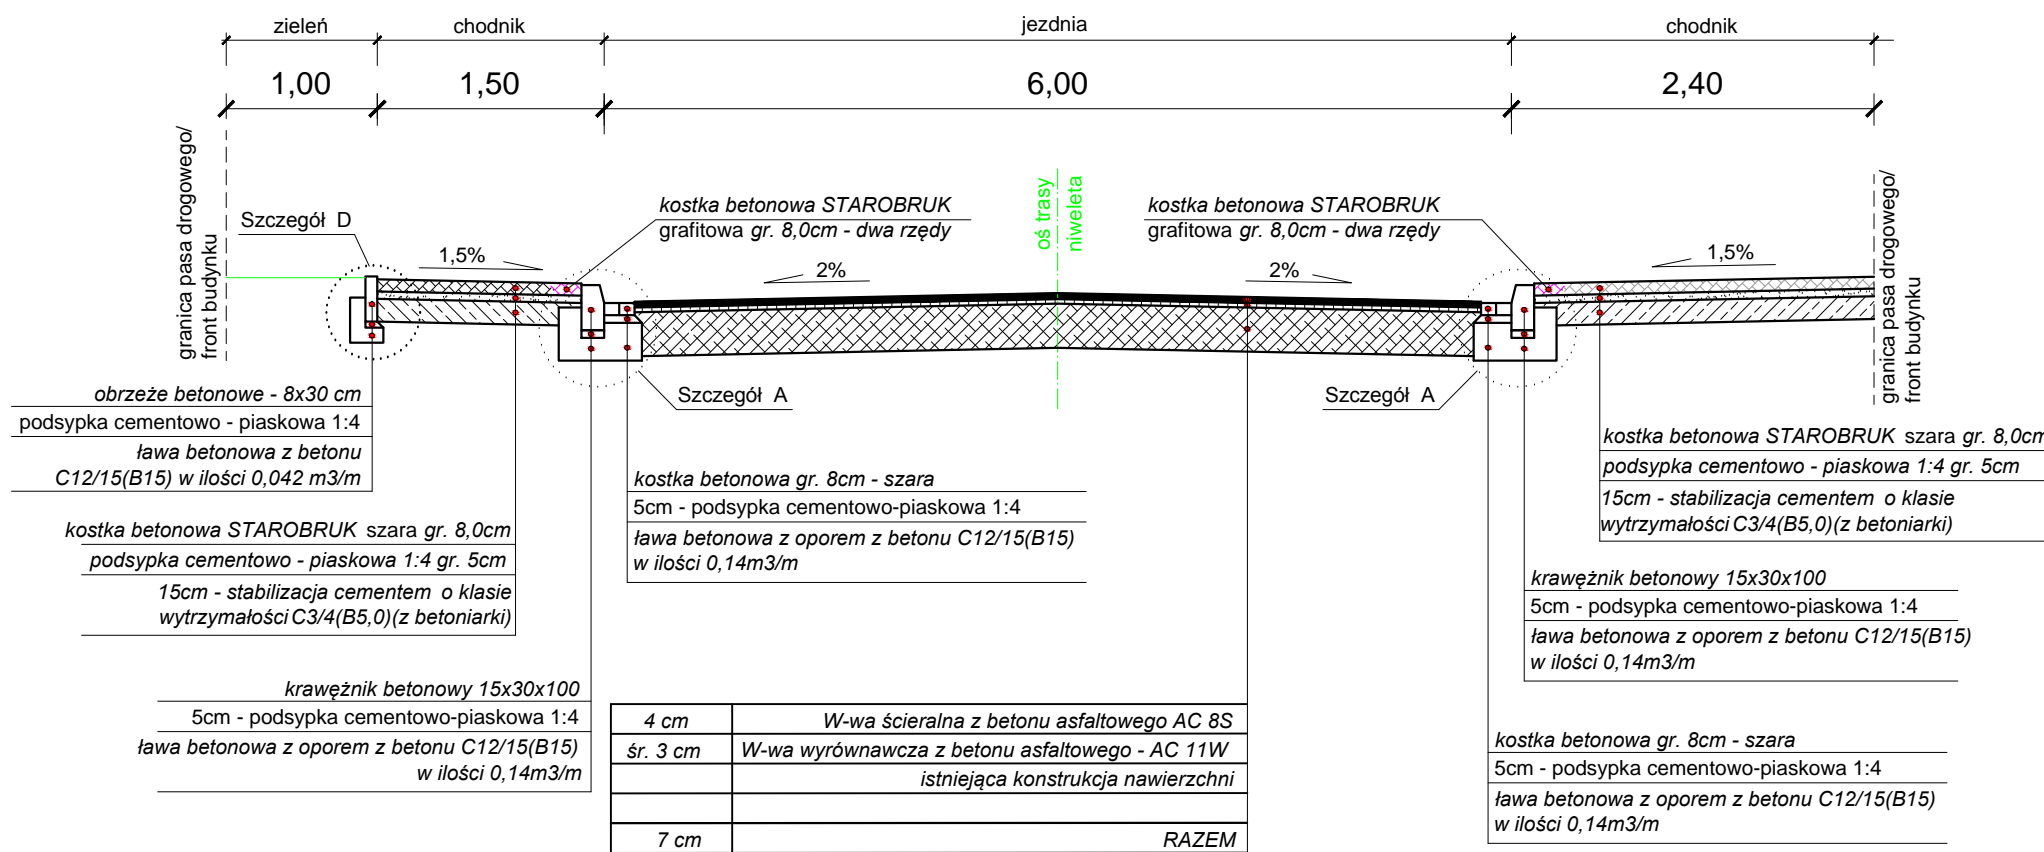 zieleń
chodnik
jezdnia
chodnik
1,00
1,50
6,00
2,40
granica pasa drogowego/
front budynku
Szczegół D
1,5%
kostka betonowa STAROBRUK
grafitowa gr. 8,0cm - dwa rzędy
2%
oś trasy
niweleta
kostka betonowa STAROBRUK
grafitowa gr. 8,0cm - dwa rzędy
2%
1,5%
granica pasa drogowego/
front budynku
Szczegół A
Szczegół A
obrzeże betonowe - 8x30 cm
podsypka cementowo - piaskowa 1:4
ława betonowa z betonu
C12/15(B15) w ilości 0,042 m3/m
kostka betonowa STAROBRUK szara gr. 8,0cm
podsypka cementowo - piaskowa 1:4 gr. 5cm
15cm - stabilizacja cementem o klasie
wytrzymałości C3/4(B5,0)(z betoniarki)
krawężnik betonowy 15x30x100
5cm - podsypka cementowo-piaskowa 1:4
ława betonowa z oporem z betonu C12/15(B15)
w ilości 0,14m3/m
kostka betonowa gr. 8cm - szara
5cm - podsypka cementowo-piaskowa 1:4
ława betonowa z oporem z betonu C12/15(B15)
w ilości 0,14m3/m
4 cm W-wa ścieralna z betonu asfaltowego AC 8S
śr. 3 cm W-wa wyrównawcza z betonu asfaltowego - AC 11W
istniejąca konstrukcja nawierzchni
7 cm RAZEM
kostka betonowa STAROBRUK szara gr. 8,0cm
podsypka cementowo - piaskowa 1:4 gr. 5cm
15cm - stabilizacja cementem o klasie
wytrzymałości C3/4(B5,0)(z betoniarki)
krawężnik betonowy 15x30x100
5cm - podsypka cementowo-piaskowa 1:4
ława betonowa z oporem z betonu C12/15(B15)
w ilości 0,14m3/m
kostka betonowa gr. 8cm - szara
5cm - podsypka cementowo-piaskowa 1:4
ława betonowa z oporem z betonu C12/15(B15)
w ilości 0,14m3/m